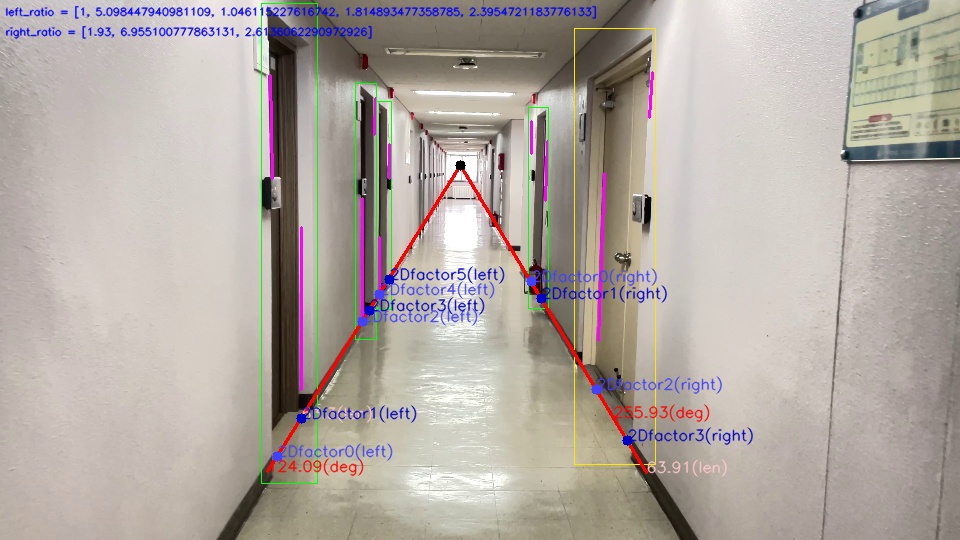 left_ratio = [1, 5.098447940981109, 1.046115227616742, 1.814893477358785, 2.3954721183776133]
right_ratio = [1.93, 6.955100777863131, 2.6136062290972926]
2Dfactor5(left)
2Dfactor0(right)
2Dfactor4(left)
2Dfactor1(right)
2Dfactor3(left)
2Dfactor2(left)
2Dfactor2(right)
2Dfactor1(left)
255.93(deg)
2Dfactor3(right)
2Dfactor0(left)
24.09(deg)
63.91(len)